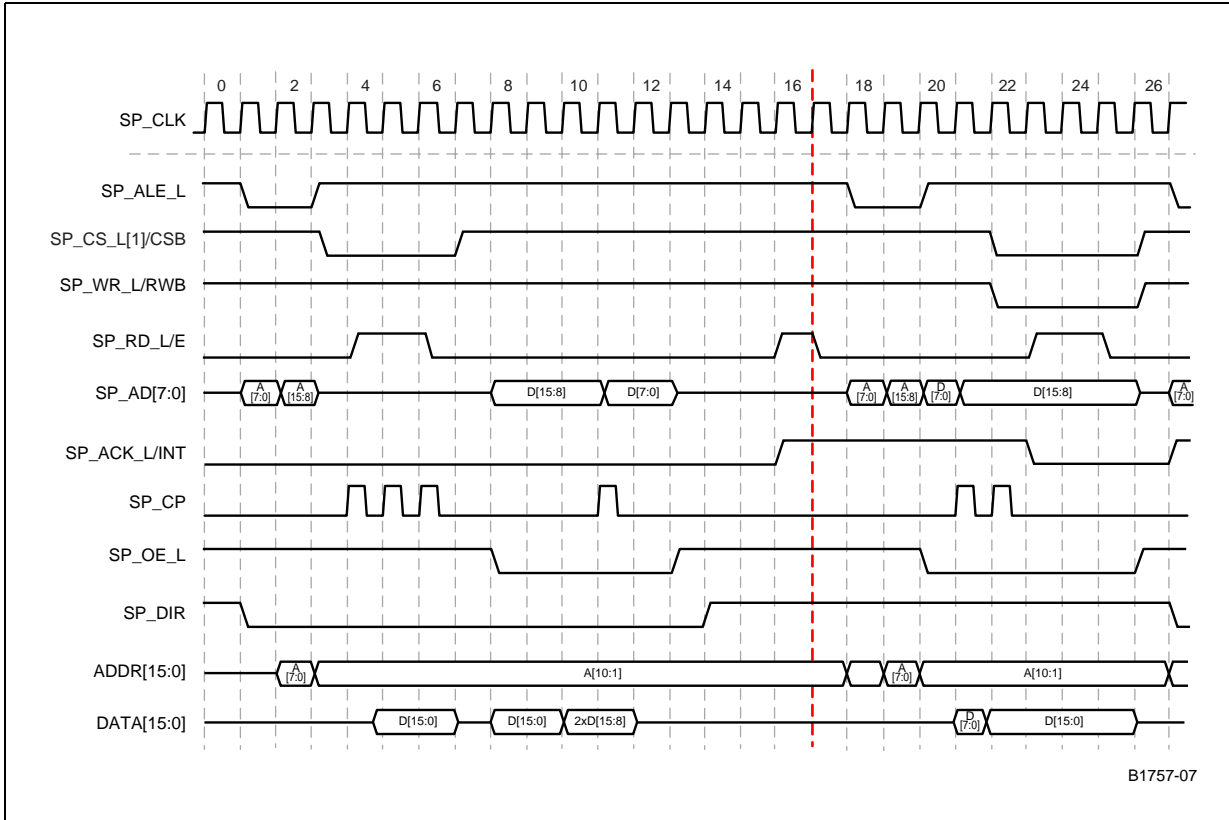 0 2 4 6 8 10 12 14 16 18 20 22 24 26
SP_CLK
SP_ALE_L
SP_CS_L[1]/CSB
SP_WR_L/RWB
SP_RD_L/E
SP_AD[7:0]
A [7:0]
A [15:8]
D[15:8]
D[7:0]
A [7:0]
A [15:8]
D [7:0]
D[15:8]
A [7:0]
SP_ACK_L/INT
SP_CP
SP_OE_L
SP_DIR
ADDR[15:0]
A [7:0]
A[10:1]
A [7:0]
A[10:1]
DATA[15:0]
D[15:0]
D[15:0]
2xD[15:8]
D [7:0]
D[15:0]
B1757-07